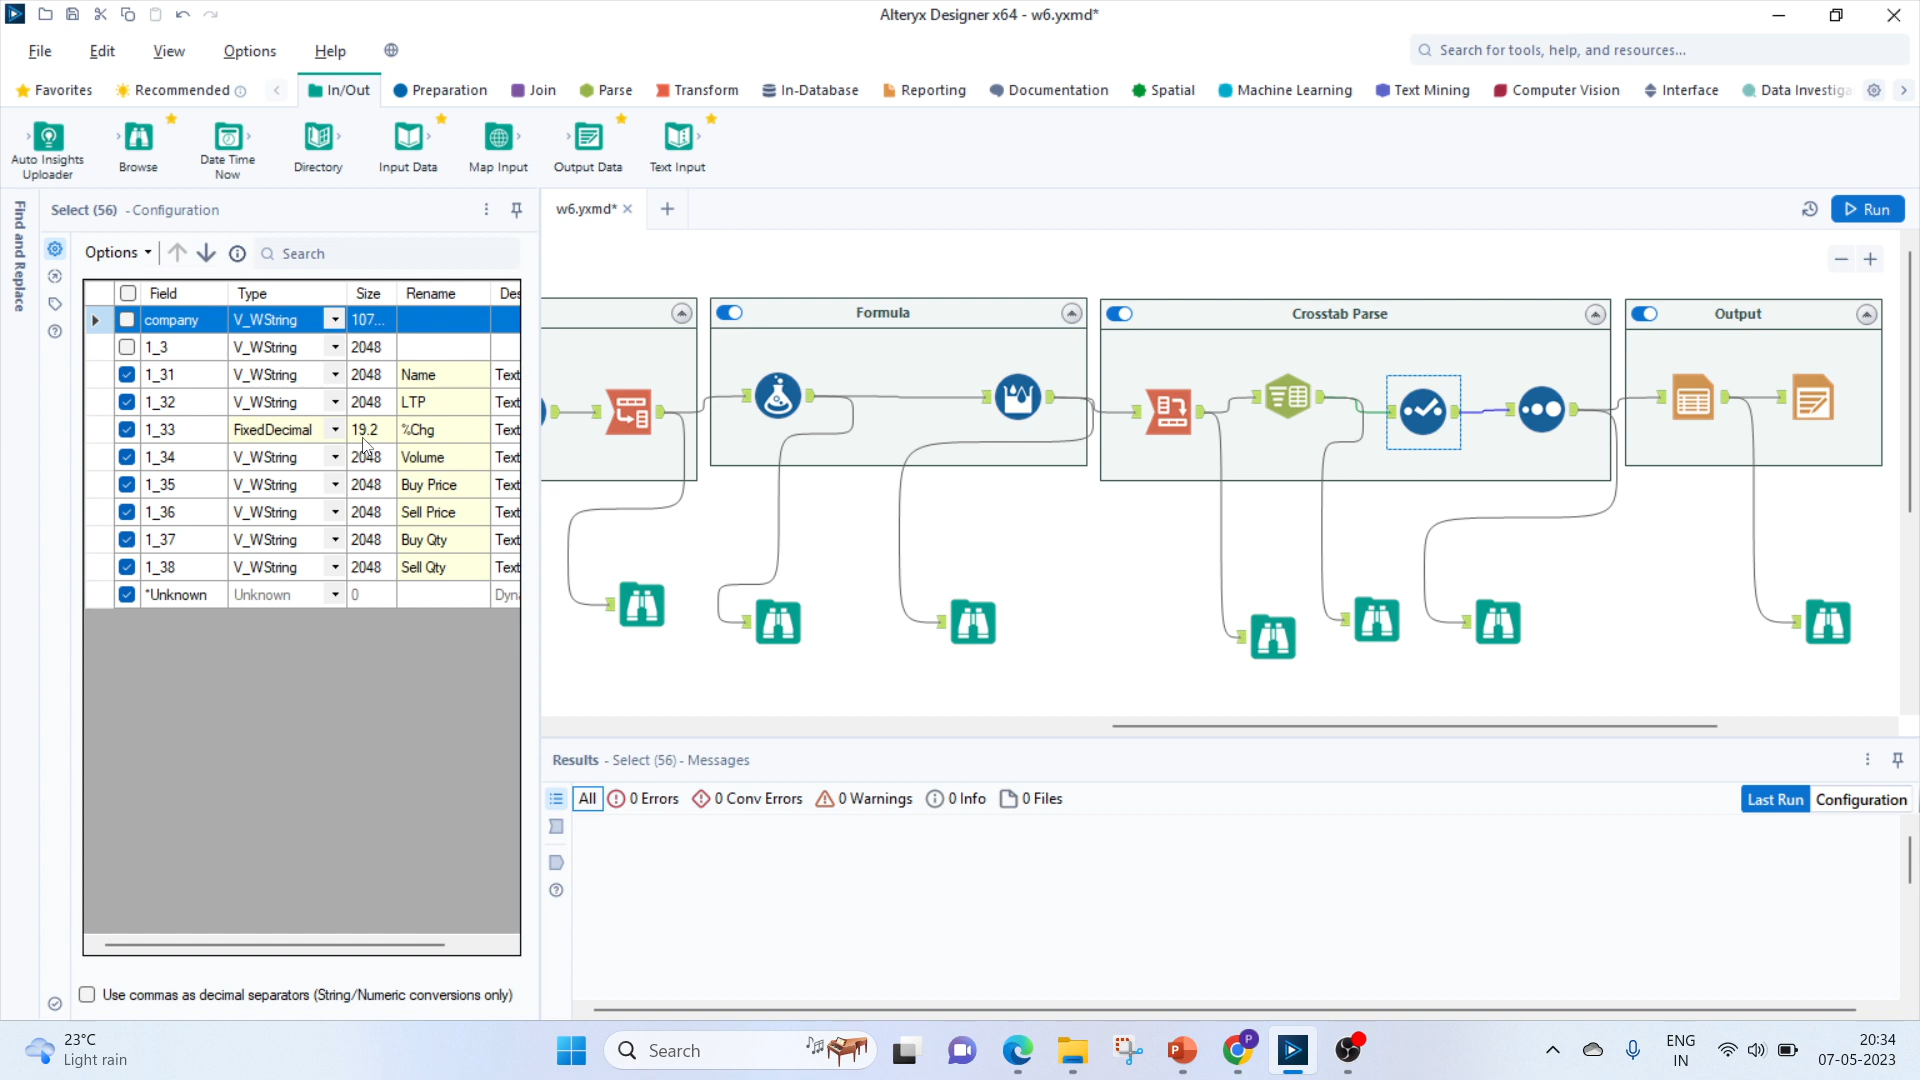 Alteryx Designer x64 - w6.yxmd*
File Edit View Options Help
Search for tools, help, and resources...
Favorites Recommended In/Out Preparation Join Parse Transform In-Database Reporting Documentation Spatial Machine Learning Text Mining Computer Vision Interface Data Investiga
Auto Insights Uploader
Browse
Date Time Now
Directory
Input Data
Map Input
Output Data
Text Input
Find and Replace
Select (56) - Configuration
w6.yxmd*
Run
Options
Search
Field Type Size Rename Des
company V_WString 107...
1_3 V_WString 2048
1_31 V_WString 2048 Name Text
1_32 V_WString 2048 LTP Text
1_33 FixedDecimal 19.2 %Chg Text
1_34 V_WString 2048 Volume Text
1_35 V_WString 2048 Buy Price Text
1_36 V_WString 2048 Sell Price Text
1_37 V_WString 2048 Buy Qty Text
1_38 V_WString 2048 Sell Qty Text
*Unknown Unknown 0 Dyna
Use commas as decimal separators (String/Numeric conversions only)
Formula
Crosstab Parse
Output
Results - Select (56) - Messages
All 0 Errors 0 Conv Errors 0 Warnings 0 Info 0 Files
Last Run Configuration
23°C
Light rain
Search
ENG
IN
20:34
07-05-2023